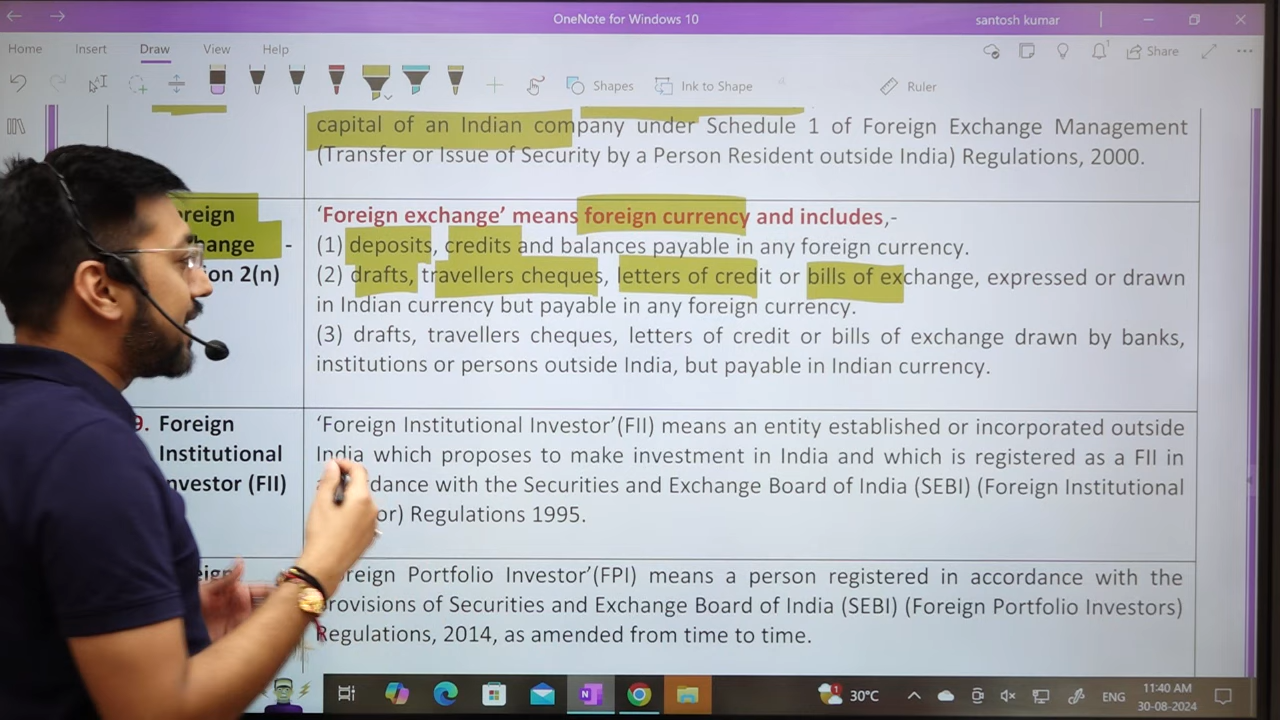 OneNote for Windows 10
santosh kumar
Home Insert Draw View Help
Share
Shapes Ink to Shape Ruler
capital of an Indian company under Schedule 1 of Foreign Exchange Management
(Transfer or Issue of Security by a Person Resident outside India) Regulations, 2000.
‘Foreign exchange’ means foreign currency and includes,-
(1) deposits, credits and balances payable in any foreign currency.
2(n)
(2) drafts, travellers cheques, letters of credit or bills of exchange, expressed or drawn
in Indian currency but payable in any foreign currency.
(3) drafts, travellers cheques, letters of credit or bills of exchange drawn by banks,
institutions or persons outside India, but payable in Indian currency.
9. Foreign
Institutional
‘Foreign Institutional Investor’(FII) means an entity established or incorporated outside
India which proposes to make investment in India and which is registered as a FII in
(FII)
with the Securities and Exchange Board of India (SEBI) (Foreign Institutional
Regulations 1995.
Portfolio Investor’(FPI) means a person registered in accordance with the
provisions of Securities and Exchange Board of India (SEBI) (Foreign Portfolio Investors)
Regulations, 2014, as amended from time to time.
1
30°C
ENG
11:40 AM
30-08-2024